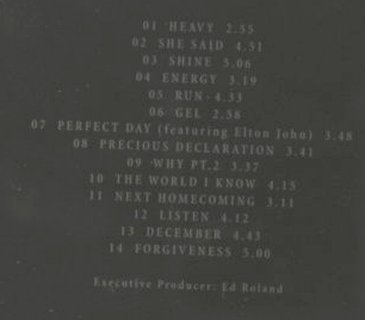 01 HEAVY 2.55
02 SHE SAID 4.51
03 SHINE 5.06
04 ENERGY 3.19
05 RUN 4.33
06 GEL 2.58
07 PERFECT DAY (featuring Elton John) 3.48
08 PRECIOUS DECLARATION 3.41
09 WHY PT.2 3.37
10 THE WORLD I KNOW 4.15
11 NEXT HOMECOMING 3.11
12 LISTEN 4.12
13 DECEMBER 4.43
14 FORGIVENESS 5.00
Executive Producer: Ed Roland